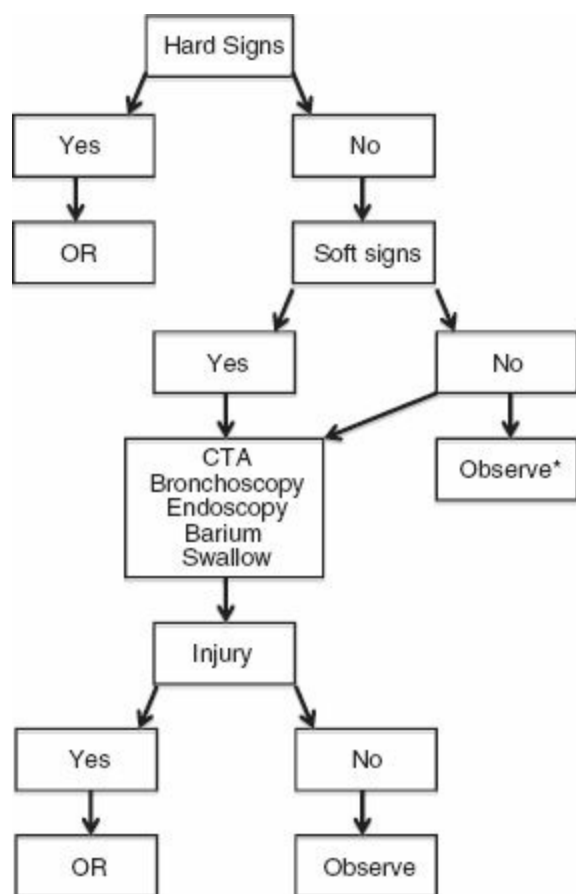 Hard Signs
Yes
No
OR
Soft signs
Yes
No
CTA
Bronchoscopy
Endoscopy
Barium
Swallow
Observe*
Injury
Yes
No
OR
Observe